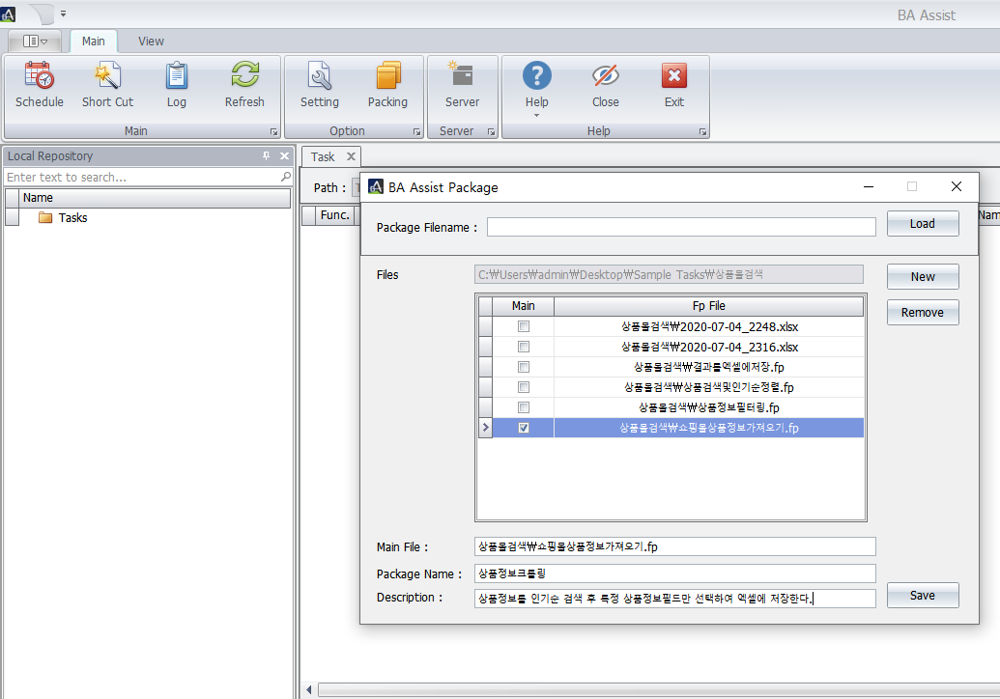 BA Assist
Main View
Schedule Short Cut Log Refresh Setting Packing Server Help Close Exit
Main Option Server Help
Local Repository
Enter text to search...
Name
Tasks
Task
Path :
Func.
BA Assist Package
Package Filename :
Load
Files
C:₩Users₩admin₩Desktop₩Sample Tasks₩상품몰검색
New
Remove
Main Fp File
상품몰검색₩2020-07-04_2248.xlsx
상품몰검색₩2020-07-04_2316.xlsx
상품몰검색₩결과를엑셀에저장.fp
상품몰검색₩상품검색및인기순정렬.fp
상품몰검색₩상품정보필터링.fp
상품몰검색₩쇼핑몰상품정보가져오기.fp
Main File :
상품몰검색₩쇼핑몰상품정보가져오기.fp
Package Name :
상품정보크롤링
Description :
상품정보를 인기순 검색 후 특정 상품정보필드만 선택하여 엑셀에 저장한다.
Save